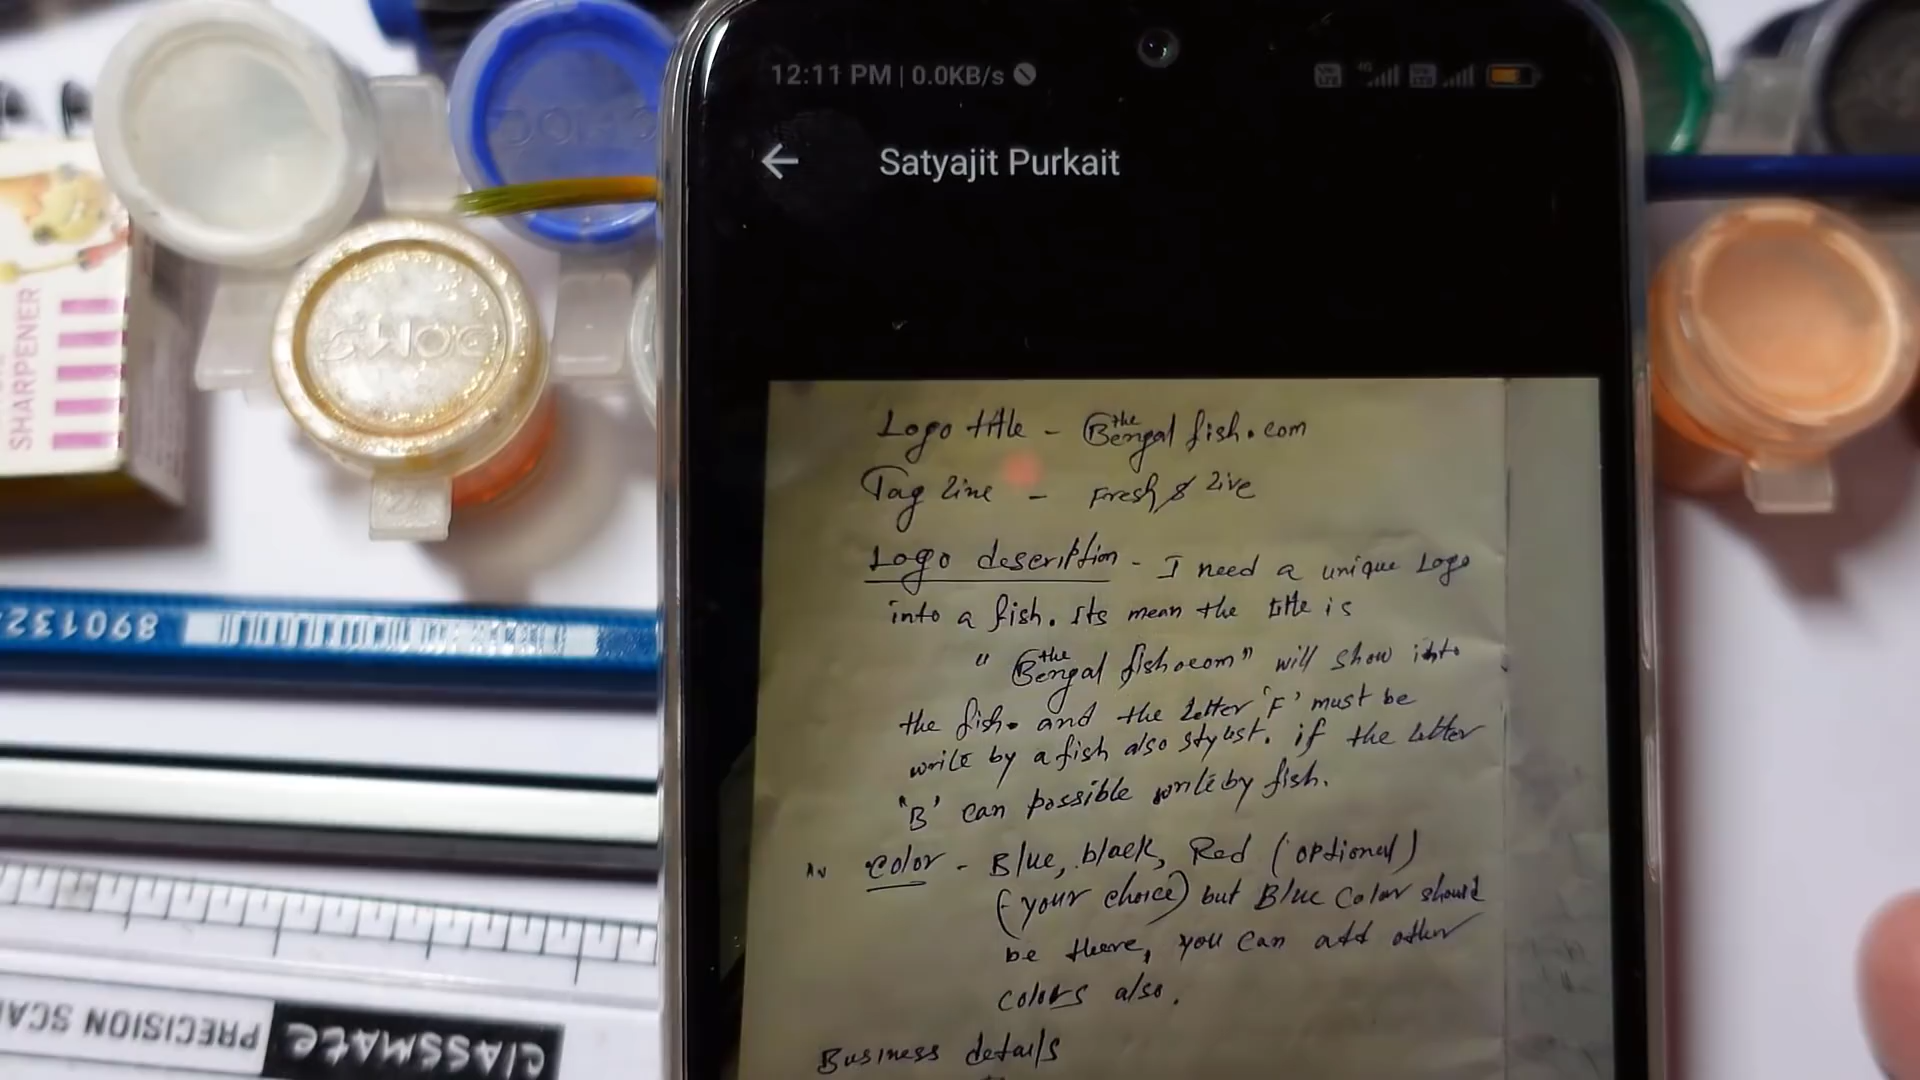 12:11 PM | 0.0KB/s
Satyajit Purkait
Logo title - the Bengal fish.com
Tag line - Fresh & Live
Logo description - I need a unique Logo
into a fish. Its mean the title is
" the Bengal fish.com" will show into
the fish. and the letter 'F' must be
write by a fish also stylist. if the letter
"B' can possible write by fish.
Color - Blue, black, Red (optional)
(your choice) but Blue Color should
be there, you can add other
colors also.
Business details
DOMS
DOMS
SHARPENER
890132
PRECISION SCA
CLASSMATE